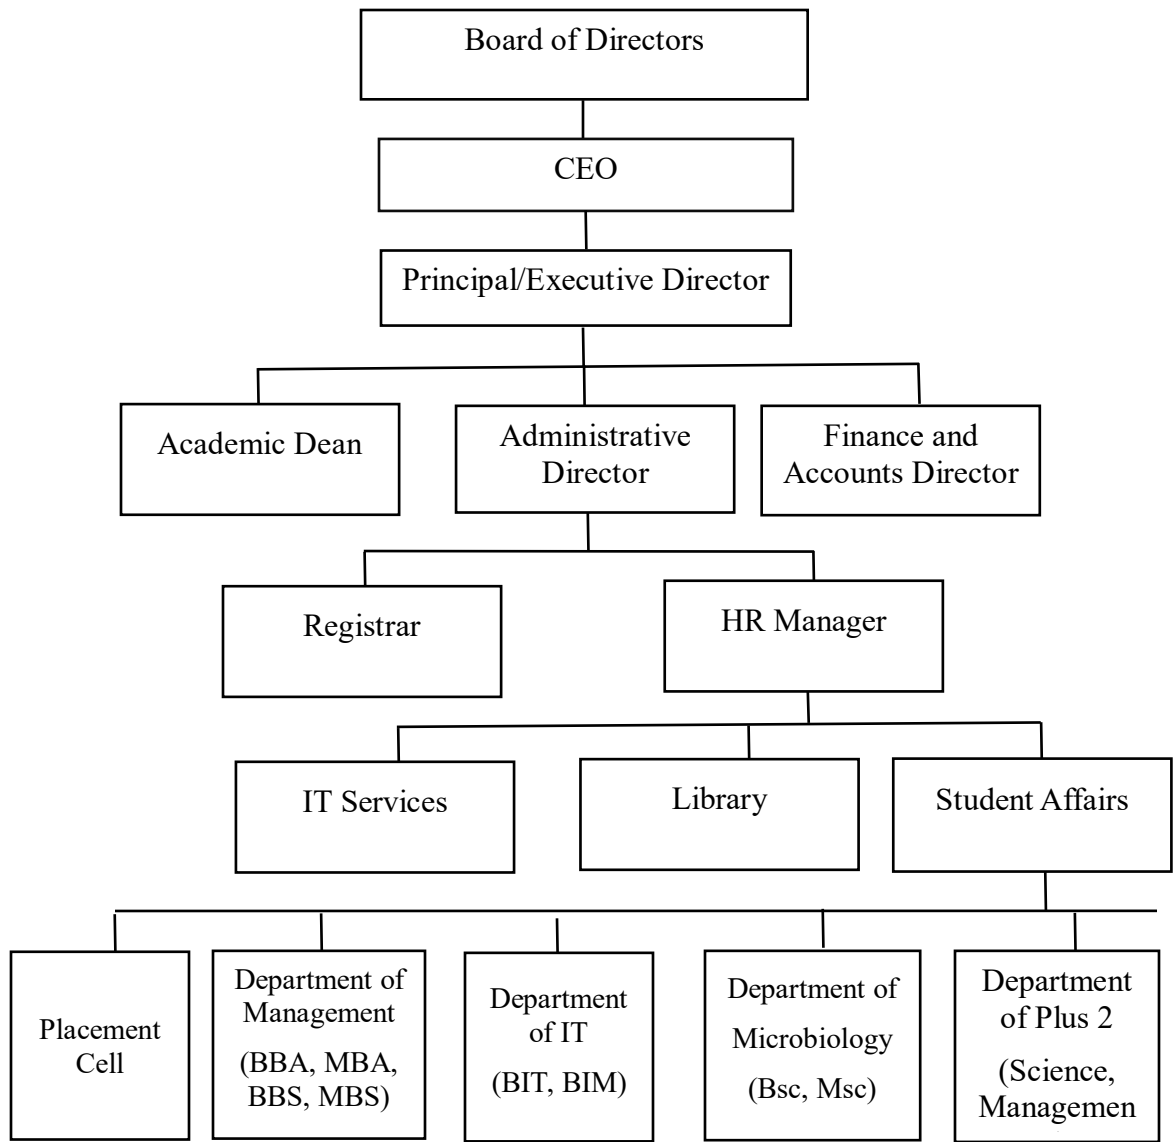 Board of Directors
CEO
Principal/Executive Director
Academic Dean
Administrative
Director
Finance and
Accounts Director
Registrar
HR Manager
IT Services
Library
Student Affairs
Placement
Cell
Department of
Management
(BBA, MBA,
BBS, MBS)
Department
of IT
(BIT, BIM)
Department of
Microbiology
(Bsc, Msc)
Department
of Plus 2
(Science,
Managemen